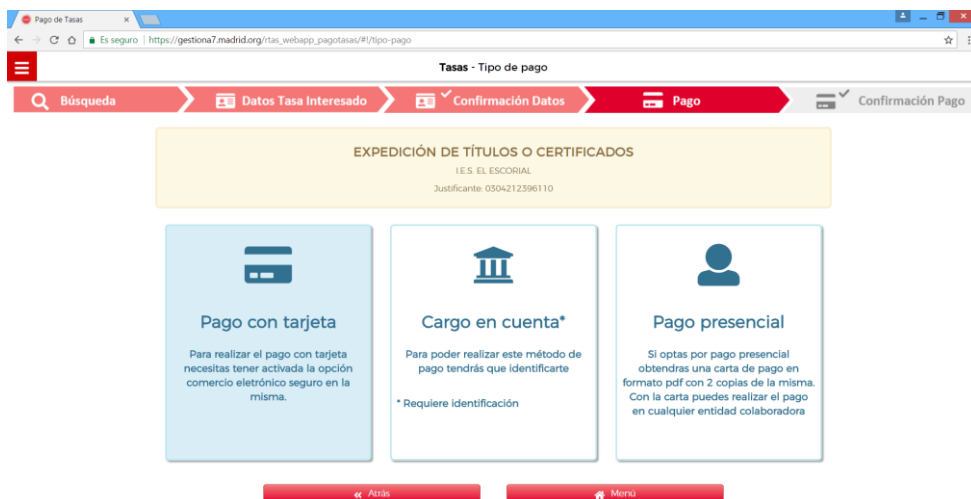 Pago de Tasas
Es seguro | https://gestiona7.madrid.org/rtas_webapp_pagotasas/#!/tipo-pago
Tasas - Tipo de pago
Búsqueda
Datos Tasa Interesado
Confirmación Datos
Pago
Confirmación Pago
EXPEDICIÓN DE TÍTULOS O CERTIFICADOS
I.E.S. EL ESCORIAL
Justificante: 0304212396110
Pago con tarjeta
Para realizar el pago con tarjeta
necesitas tener activada la opción
comercio eletrónico seguro en la
misma.
Cargo en cuenta*
Para poder realizar este método de
pago tendrás que identificarte
* Requiere identificación
Pago presencial
Si optas por pago presencial
obtendras una carta de pago en
formato pdf con 2 copias de la misma.
Con la carta puedes realizar el pago
en cualquier entidad colaboradora
Atrás
Menú